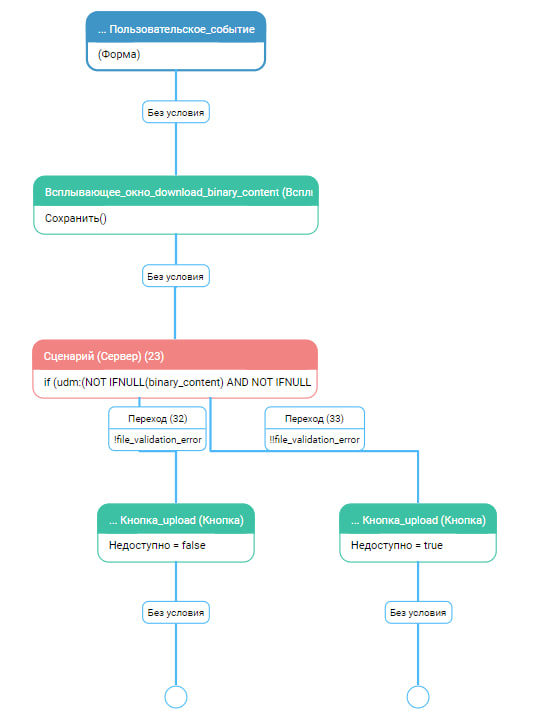 ... Пользовательское_событие
(Форма)
Без условия
Всплывающее_окно_download_binary_content (Вспл
Сохранить()
Без условия
Сценарий (Сервер) (23)
if (udm:(NOT IFNULL(binary_content) AND NOT IFNULL
Переход (32)
!file_validation_error
Переход (33)
!!file_validation_error
... Кнопка_upload (Кнопка)
Недоступно = false
... Кнопка_upload (Кнопка)
Недоступно = true
Без условия
Без условия